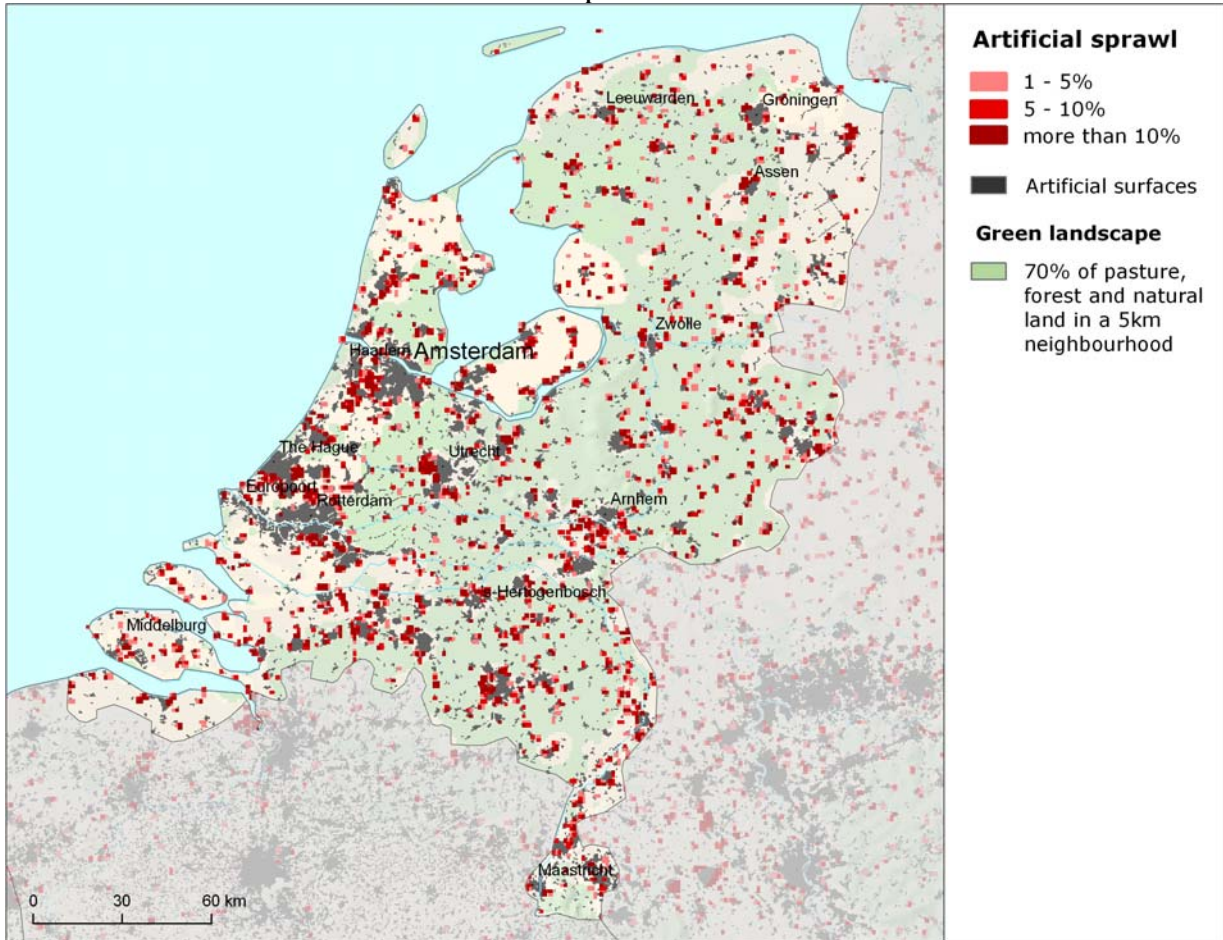 Artificial sprawl
1 - 5%
5 - 10%
more than 10%
Artificial surfaces
Green landscape
70% of pasture,
forest and natural
land in a 5km
neighbourhood
Leeuwarden
Groningen
Assen
Zwolle
Haarlem
Amsterdam
The Hague
Utrecht
Europoort
Rotterdam
Arnhem
's-Hertogenbosch
Middelburg
Maastricht
0 30 60 km